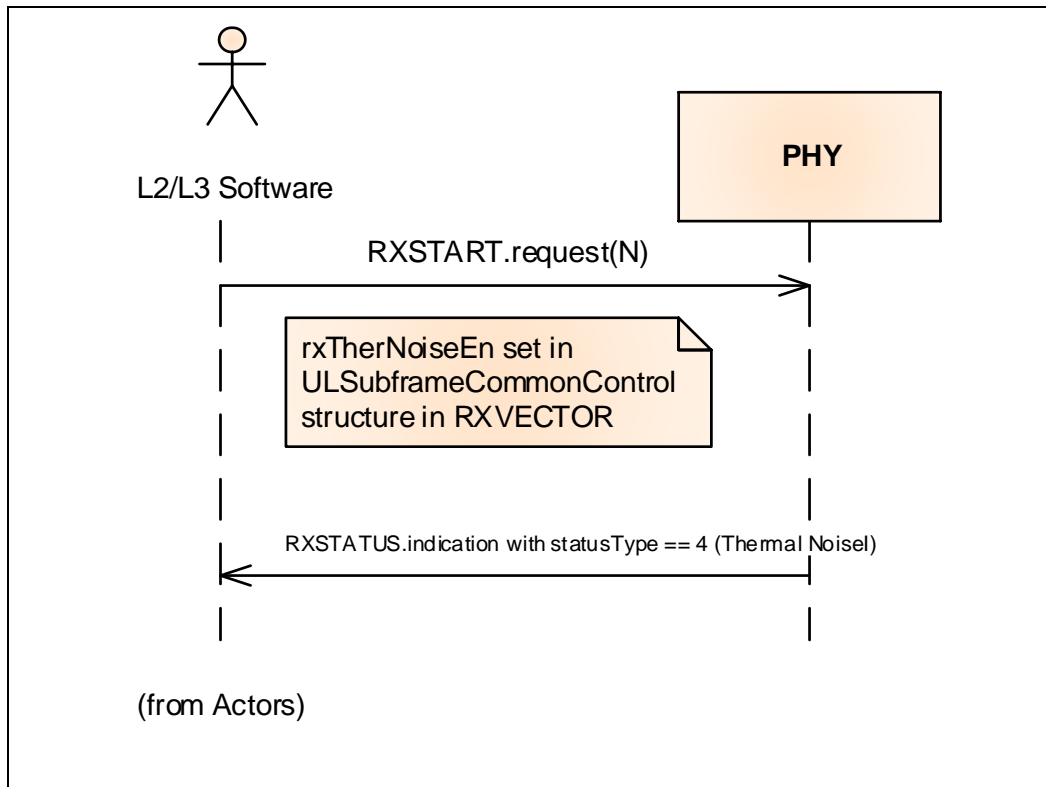 PHY
L2/L3 Software
RXSTART.request(N)
rxTherNoiseEn set in
ULSubframeCommonControl
structure in RXVECTOR
RXSTATUS.indication with statusType == 4 (Thermal Noisel)
(from Actors)